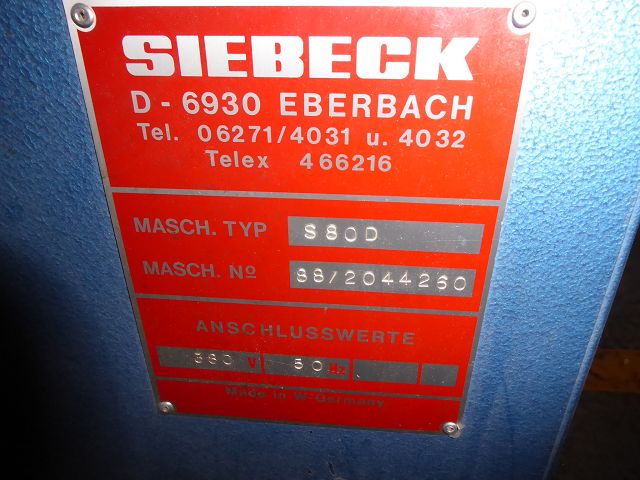 SIEBECK
D - 6930 EBERBACH
Tel. 06271/4031 u. 4032
Telex 466216
MASCH. TYP S80D
MASCH. Nº 88/2044260
ANSCHLUSSWERTE
380 V 50 Hz
Made in W-Germany